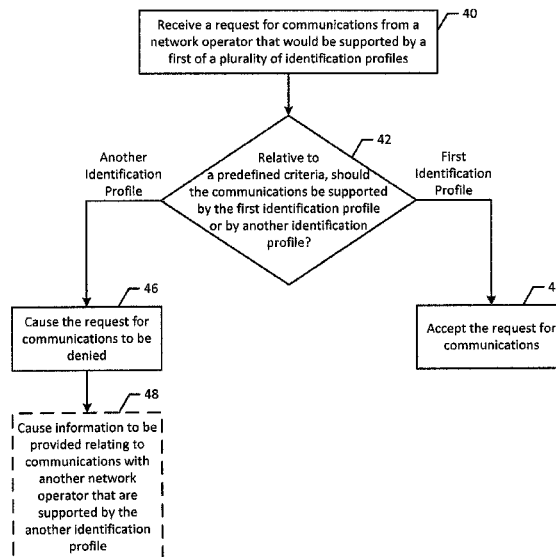 40
Receive a request for communications from a
network operator that would be supported by a
first of a plurality of identification profiles
42
Another
Identification
Profile
Relative to
a predefined criteria, should
the communications be supported
by the first identification profile
or by another identification
profile?
First
Identification
Profile
46
Cause the request for
communications to be
denied
4
Accept the request for
communications
48
Cause information to be
provided relating to
communications with
another network
operator that are
supported by the
another identification
profile